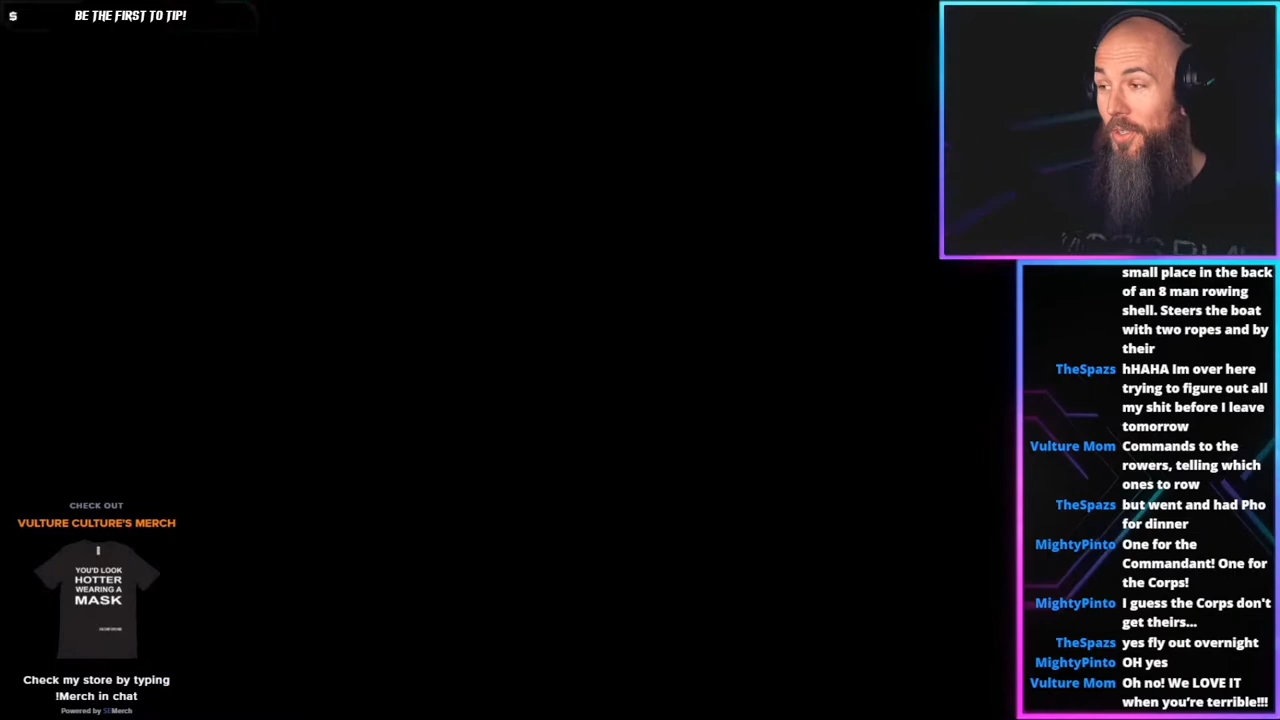 $
BE THE FIRST TO TIP!
small place in the back
of an 8 man rowing
shell. Steers the boat
with two ropes and by
their
TheSpazs hHAHA Im over here
trying to figure out all
my shit before I leave
tomorrow
Vulture Mom Commands to the
rowers, telling which
ones to row
TheSpazs but went and had Pho
for dinner
MightyPinto One for the
Commandant! One for
the Corps!
MightyPinto I guess the Corps don't
get theirs...
TheSpazs yes fly out overnight
MightyPinto OH yes
Vulture Mom Oh no! We LOVE IT
when you're terrible!!!
CHECK OUT
VULTURE CULTURE'S MERCH
YOU'D LOOK
HOTTER
WEARING A
MASK
Check my store by typing
!Merch in chat
Powered by SEMerch